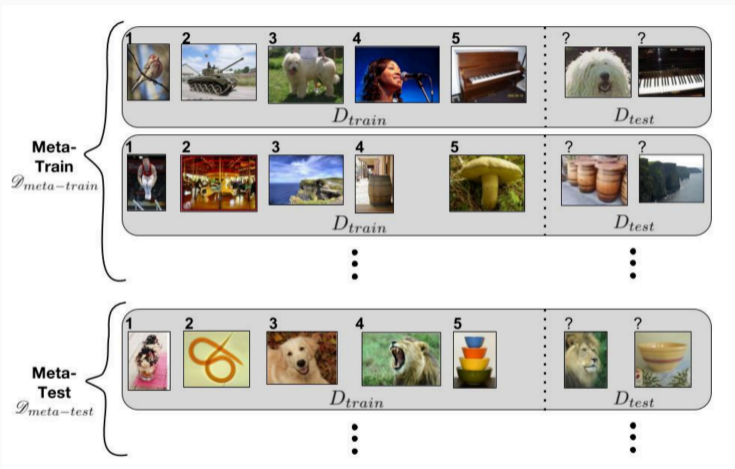 1 2 3 4 5 ? ?
D_train D_test
Meta-
Train
𝒟_meta−train
1 2 3 4 5 ? ?
D_train D_test
1 2 3 4 5 ? ?
Meta-
Test
𝒟_meta−test
D_train D_test